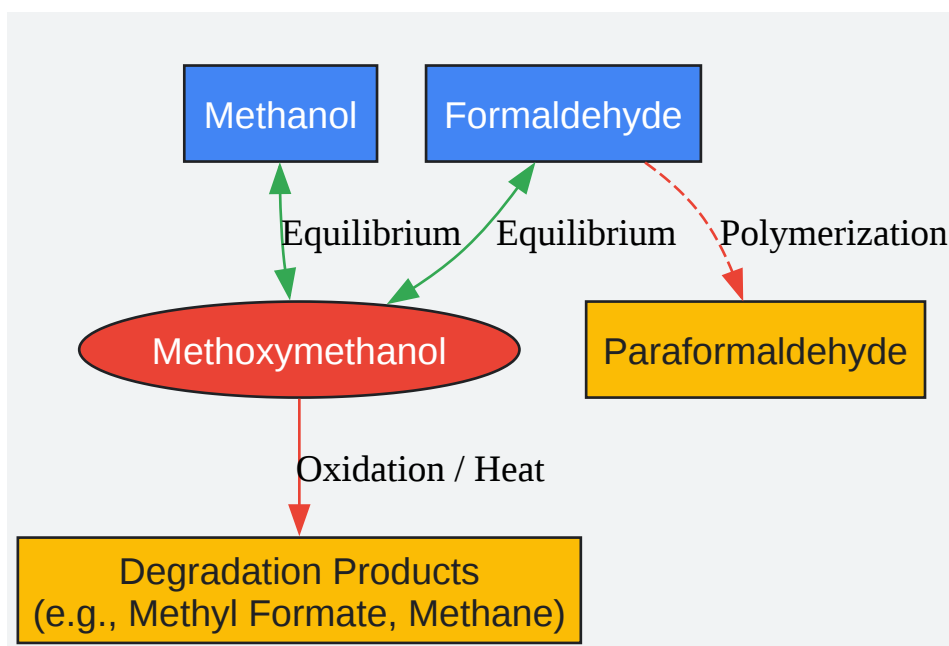 Methanol
Formaldehyde
Equilibrium
Equilibrium
Polymerization
Methoxymethanol
Paraformaldehyde
Oxidation / Heat
Degradation Products
(e.g., Methyl Formate, Methane)